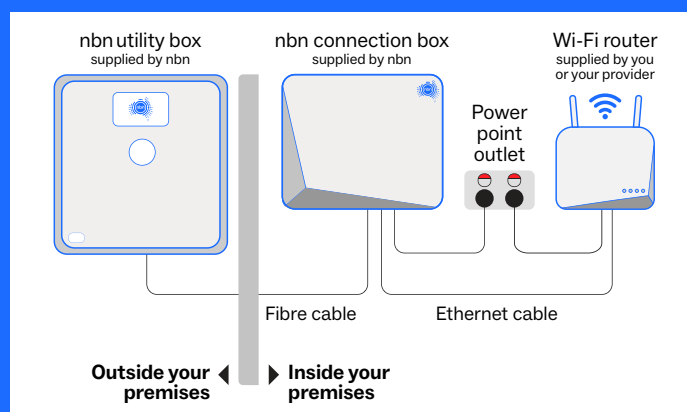 nbn utility box
supplied by nbn
nbn connection box
supplied by nbn
Wi-Fi router
supplied by you
or your provider
Power
point
outlet
Fibre cable
Ethernet cable
Outside your
premises
Inside your
premises